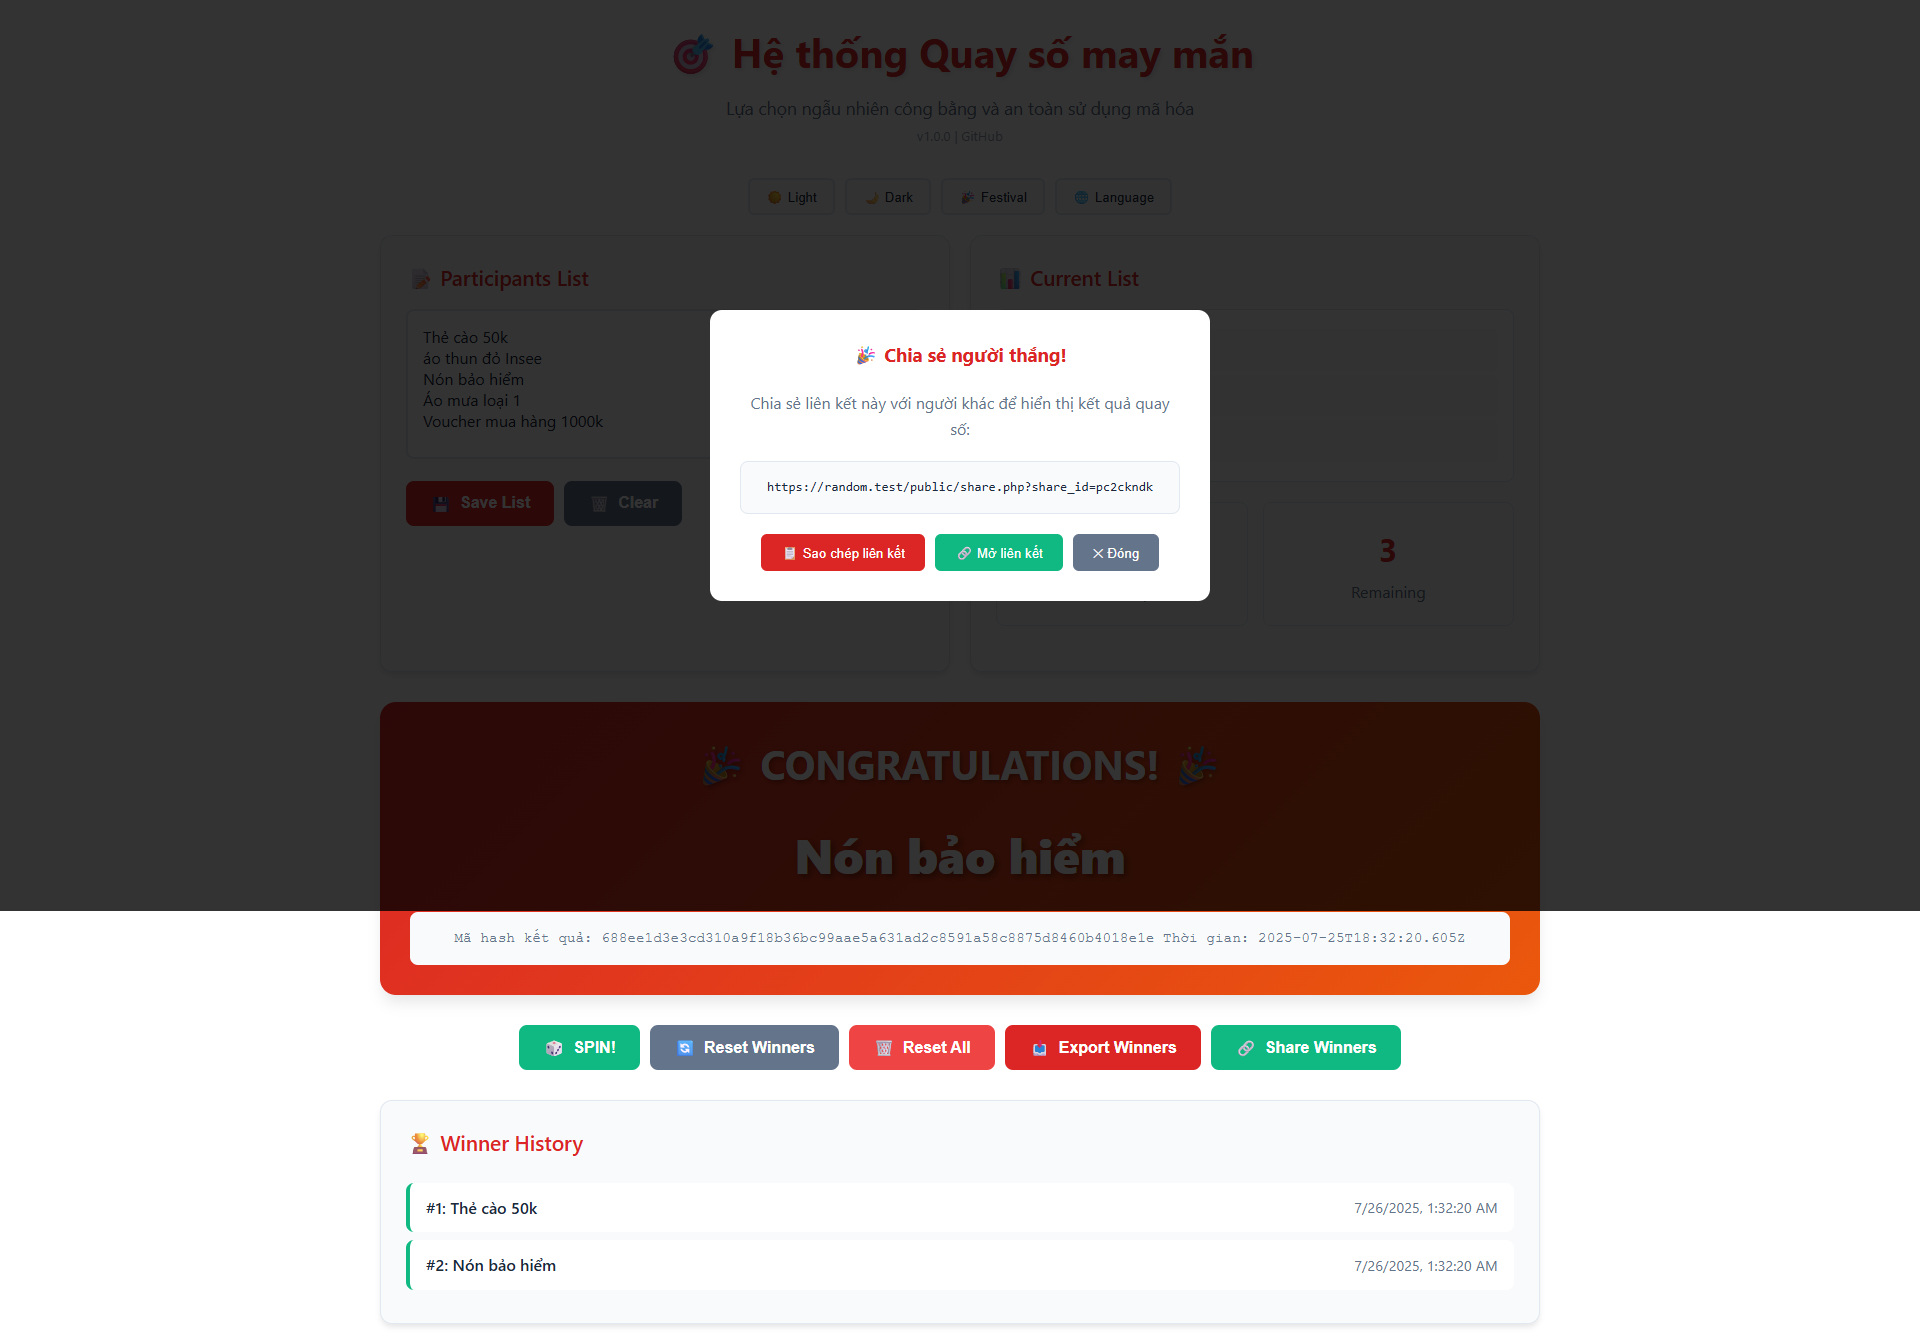 Hệ thống Quay số may mắn
Lựa chọn ngẫu nhiên công bằng và an toàn sử dụng mã hóa
v1.0.0 | GitHub
Light
Dark
Festival
Language
Participants List
Thẻ cào 50k
áo thun đỏ Insee
Nón bảo hiểm
Áo mưa loại 1
Voucher mua hàng 1000k
Save List
Clear
Current List
3
Remaining
Chia sẻ người thắng!
Chia sẻ liên kết này với người khác để hiển thị kết quả quay
số:
https://random.test/public/share.php?share_id=pc2ckndk
Sao chép liên kết
Mở liên kết
Đóng
CONGRATULATIONS!
Nón bảo hiểm
Mã hash kết quả: 688ee1d3e3cd310a9f18b36bc99aae5a631ad2c8591a58c8875d8460b4018e1e Thời gian: 2025-07-25T18:32:20.605Z
SPIN!
Reset Winners
Reset All
Export Winners
Share Winners
Winner History
#1: Thẻ cào 50k
7/26/2025, 1:32:20 AM
#2: Nón bảo hiểm
7/26/2025, 1:32:20 AM